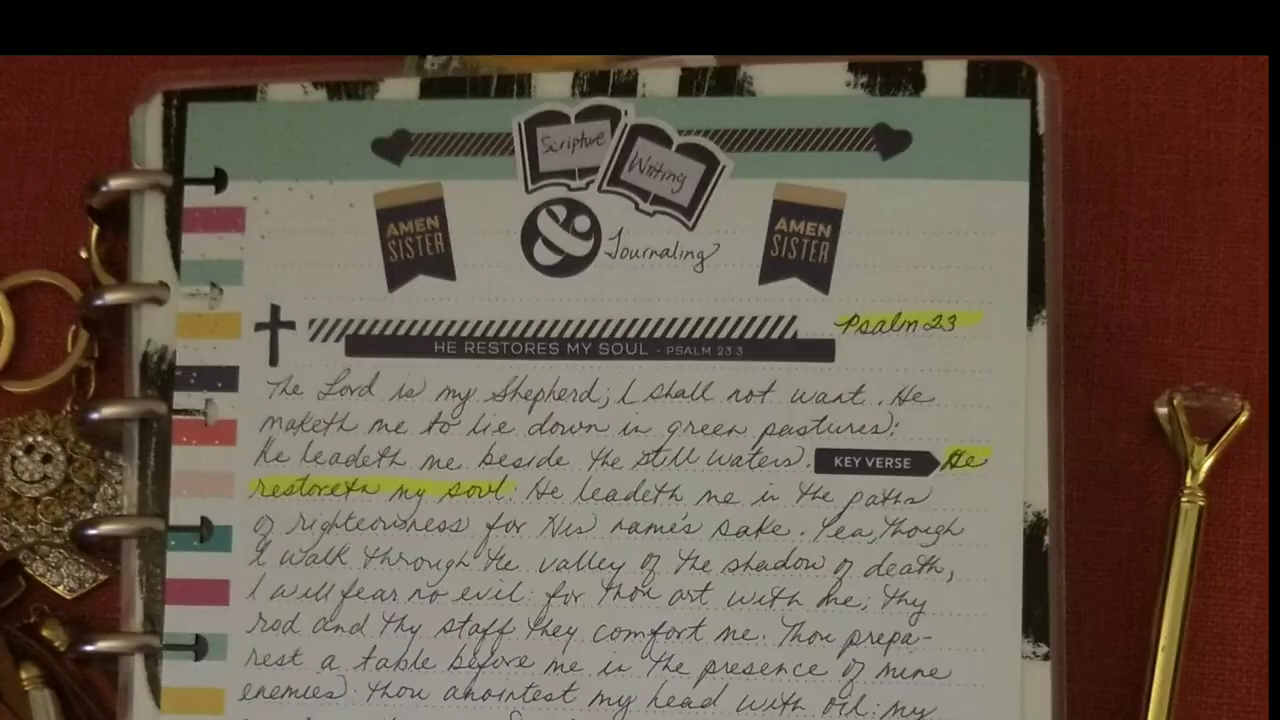 Scripture
Writing
AMEN SISTER
& Journaling
AMEN SISTER
Psalm 23
HE RESTORES MY SOUL - PSALM 23:3
The Lord is my Shepherd; I shall not want. He
maketh me to lie down in green pastures:
He leadeth me beside the still waters. KEY VERSE He
restoreth my soul: He leadeth me in the paths
of righteousness for His name's sake. Yea, though
I walk through the valley of the shadow of death,
I will fear no evil: for thou art with me; thy
rod and thy staff they comfort me. Thou prepa-
rest a table before me in the presence of mine
enemies: thou anointest my head with oil: my